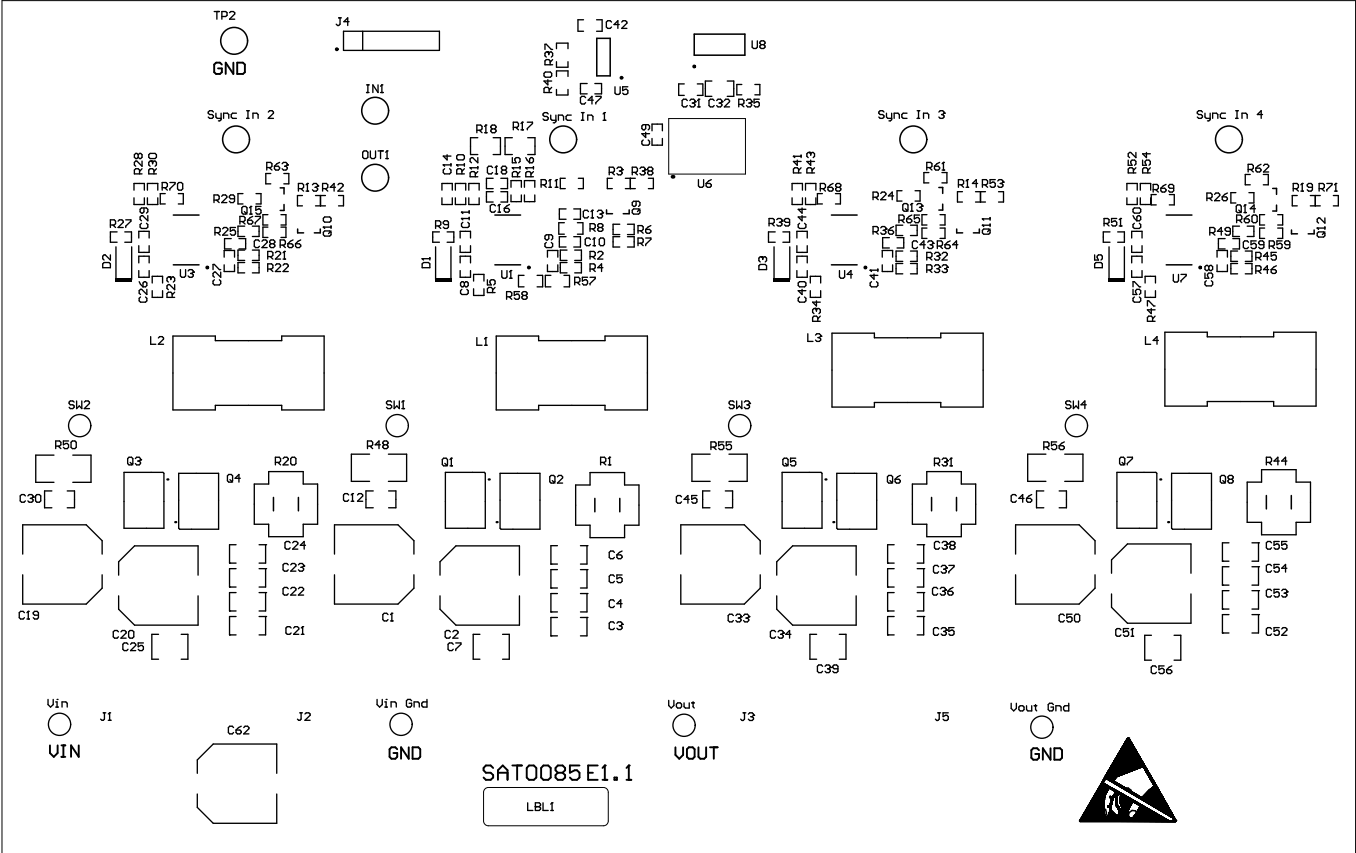 TP2
GND
J4
C42
R37
R40
C47
U5
U8
C31 C32 R35
IN1
OUT1
Sync In 2
Sync In 1
Sync In 3
Sync In 4
C49
U6
R28
R30
R70
R63
R29
R13 R42
Q15
Q10
R67
R27
C29
R25
C28 R66
R21
R22
D2
C26
R23
U3
C27
R18 R17
C14
R10
R12
C18
R15
R16
C16
R11
R3 R38
Q9
C13
R8
C10
R6
R7
R9
C11
R2
R4
C9
D1
C8
R5
U1
R58
R57
R41
R43
R68
R61
R24
R14 R53
Q13
Q11
R65
R39
C44
R36
C43 R64
R32
R33
D3
C40
R34
U4
C41
R52
R54
R69
R62
R26
R19 R71
Q14
Q12
R60
R51
C60
R49
C59 R59
R45
R46
D5
C57
R47
U7
C58
L2
L1
L3
L4
SW2
SW1
SW3
SW4
R50
R48
R55
R56
Q3
Q4
R20
Q1
Q2
R1
Q5
Q6
R31
Q7
Q8
R44
C30
C12
C45
C46
C24
C23
C22
C21
C6
C5
C4
C3
C38
C37
C36
C35
C55
C54
C53
C52
C19
C20
C25
C1
C2
C7
C33
C34
C39
C50
C51
C56
Vin
VIN
J1
C62
J2
Vin Gnd
GND
Vout
VOUT
J3
J5
Vout Gnd
GND
SAT0085E1.1
LBL1